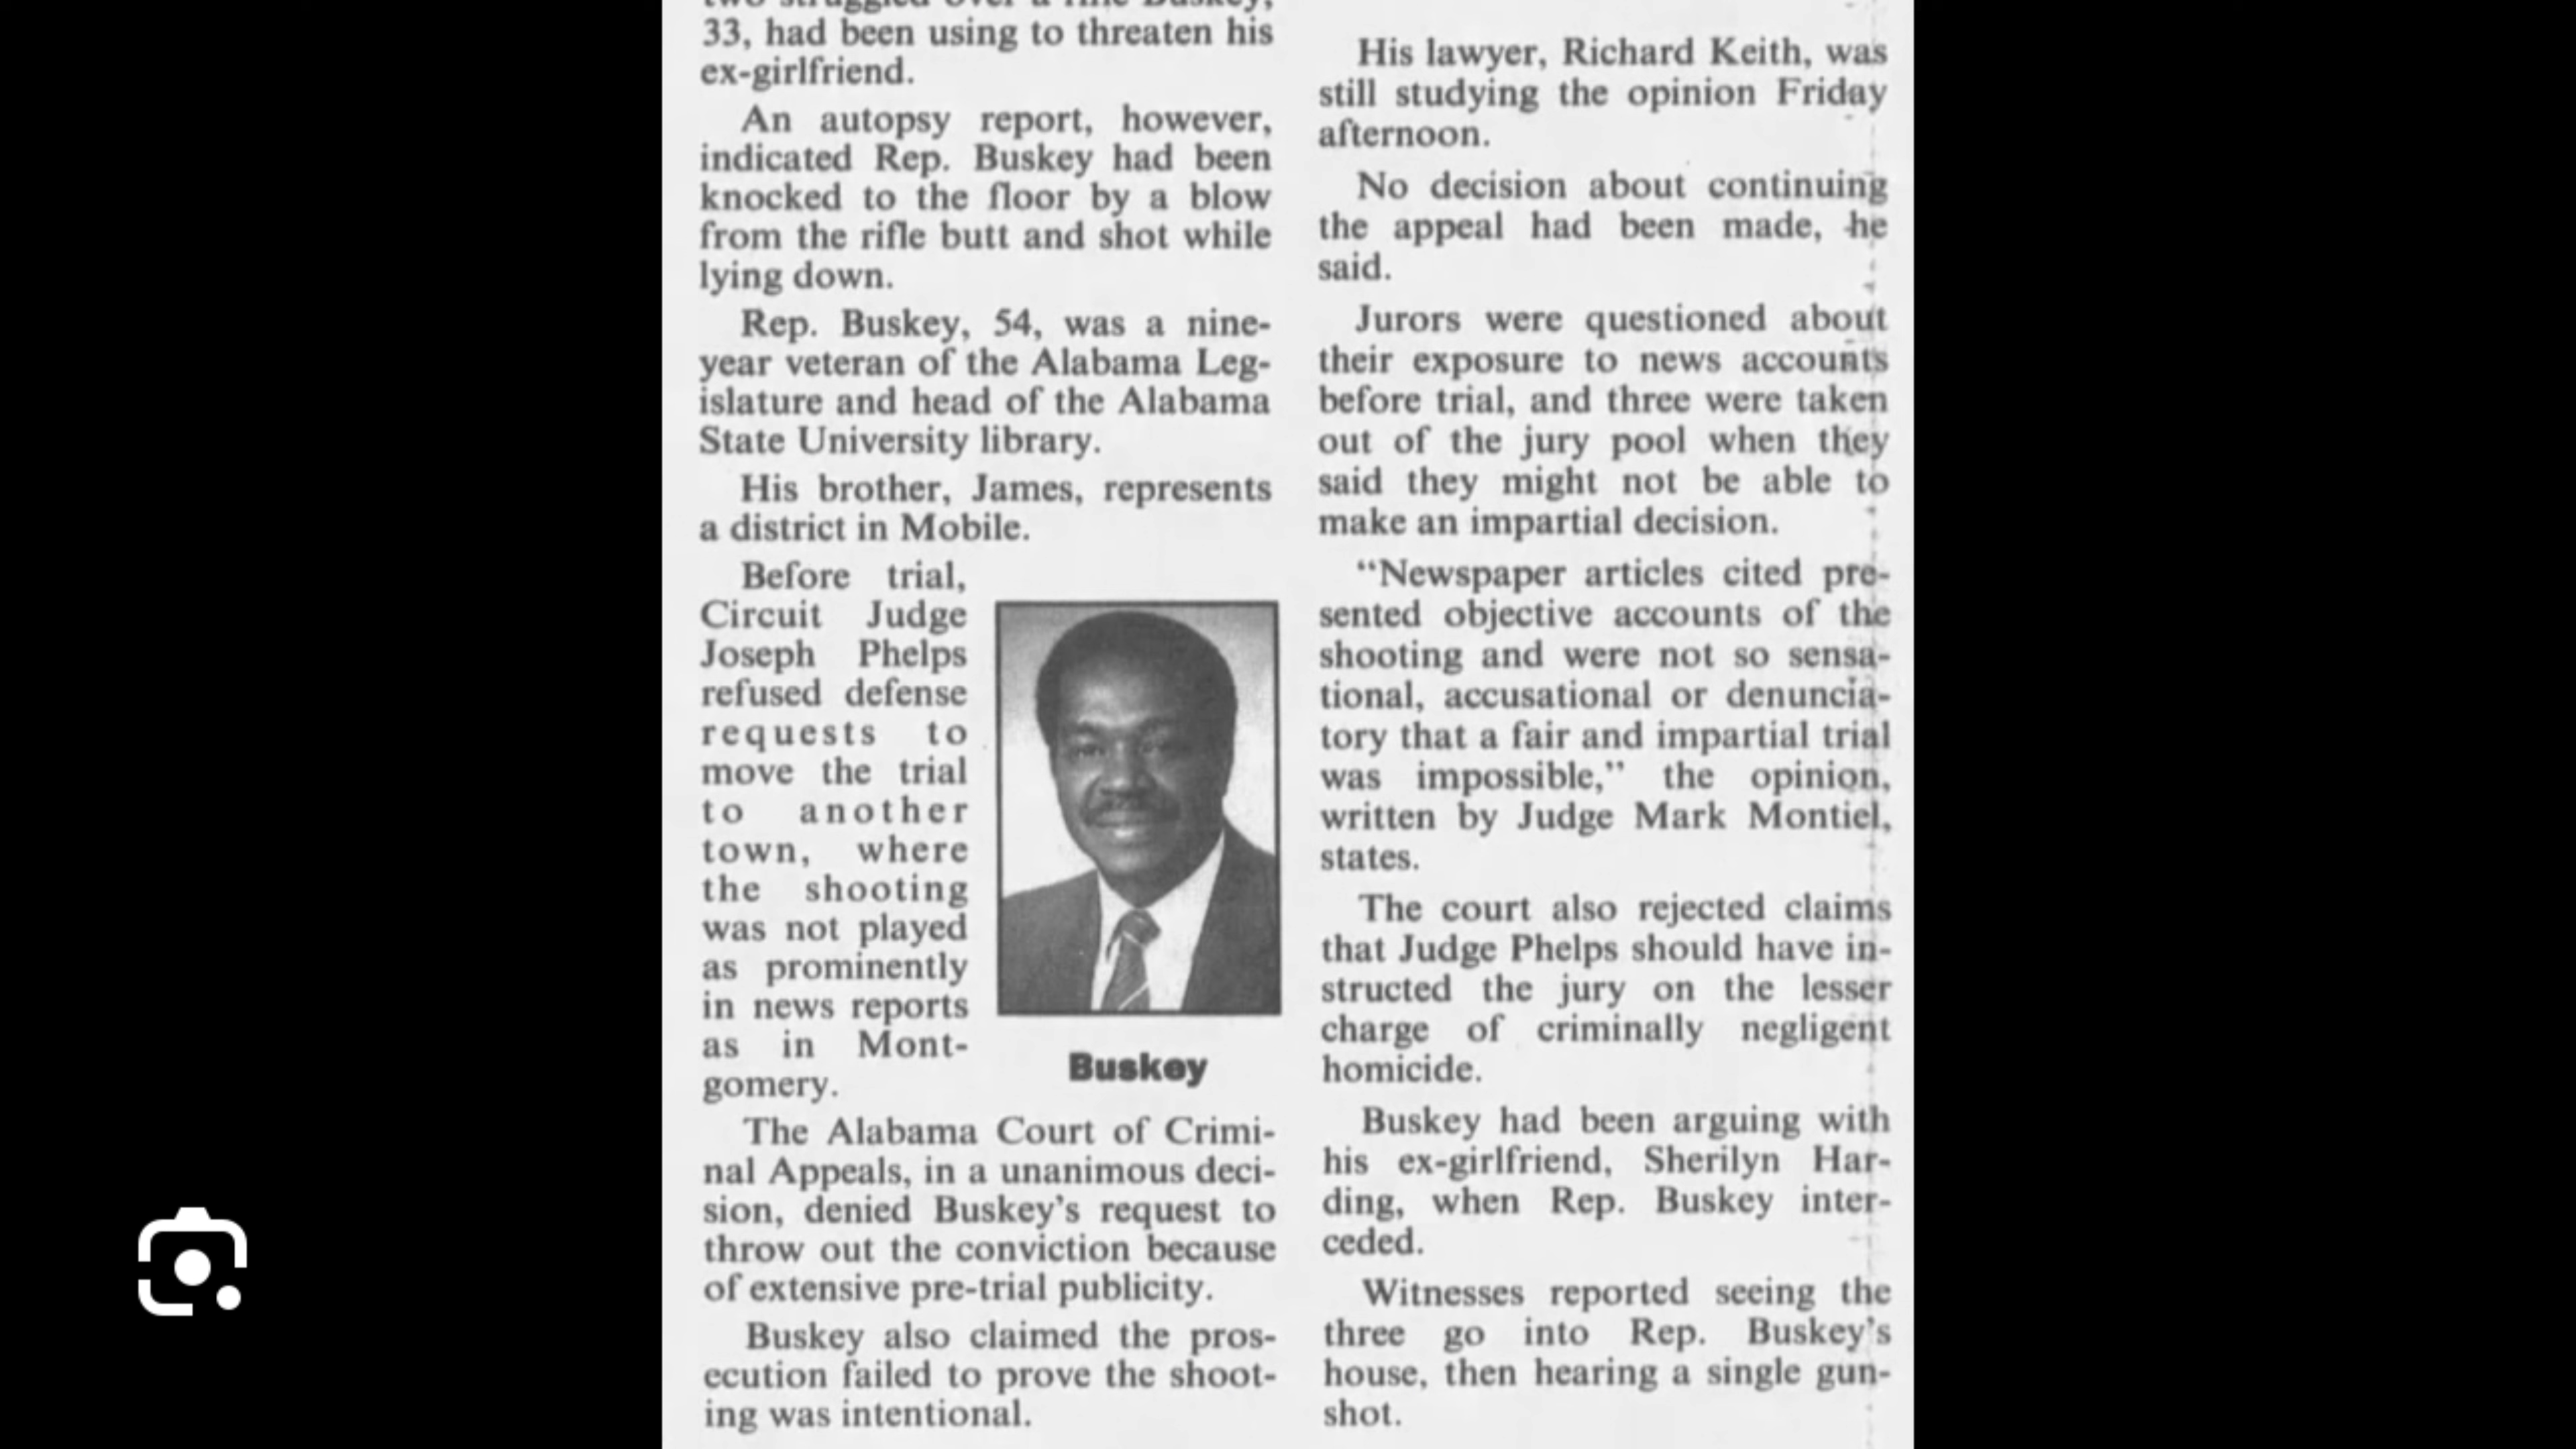 two struggled over a rifle Buskey,
33, had been using to threaten his
ex-girlfriend.
An autopsy report, however,
indicated Rep. Buskey had been
knocked to the floor by a blow
from the rifle butt and shot while
lying down.
Rep. Buskey, 54, was a nine-
year veteran of the Alabama Leg-
islature and head of the Alabama
State University library.
His brother, James, represents
a district in Mobile.
Before trial,
Circuit Judge
Joseph Phelps
refused defense
requests to
move the trial
to another
town, where
the shooting
was not played
as prominently
in news reports
as in Mont-
gomery.
Buskey
The Alabama Court of Crimi-
nal Appeals, in a unanimous deci-
sion, denied Buskey's request to
throw out the conviction because
of extensive pre-trial publicity.
Buskey also claimed the pros-
ecution failed to prove the shoot-
ing was intentional.
His lawyer, Richard Keith, was
still studying the opinion Friday
afternoon.
No decision about continuing
the appeal had been made, he
said.
Jurors were questioned about
their exposure to news accounts
before trial, and three were taken
out of the jury pool when they
said they might not be able to
make an impartial decision.
"Newspaper articles cited pre-
sented objective accounts of the
shooting and were not so sensa-
tional, accusational or denuncia-
tory that a fair and impartial trial
was impossible," the opinion,
written by Judge Mark Montiel,
states.
The court also rejected claims
that Judge Phelps should have in-
structed the jury on the lesser
charge of criminally negligent
homicide.
Buskey had been arguing with
his ex-girlfriend, Sherilyn Har-
ding, when Rep. Buskey inter-
ceded.
Witnesses reported seeing the
three go into Rep. Buskey's
house, then hearing a single gun-
shot.